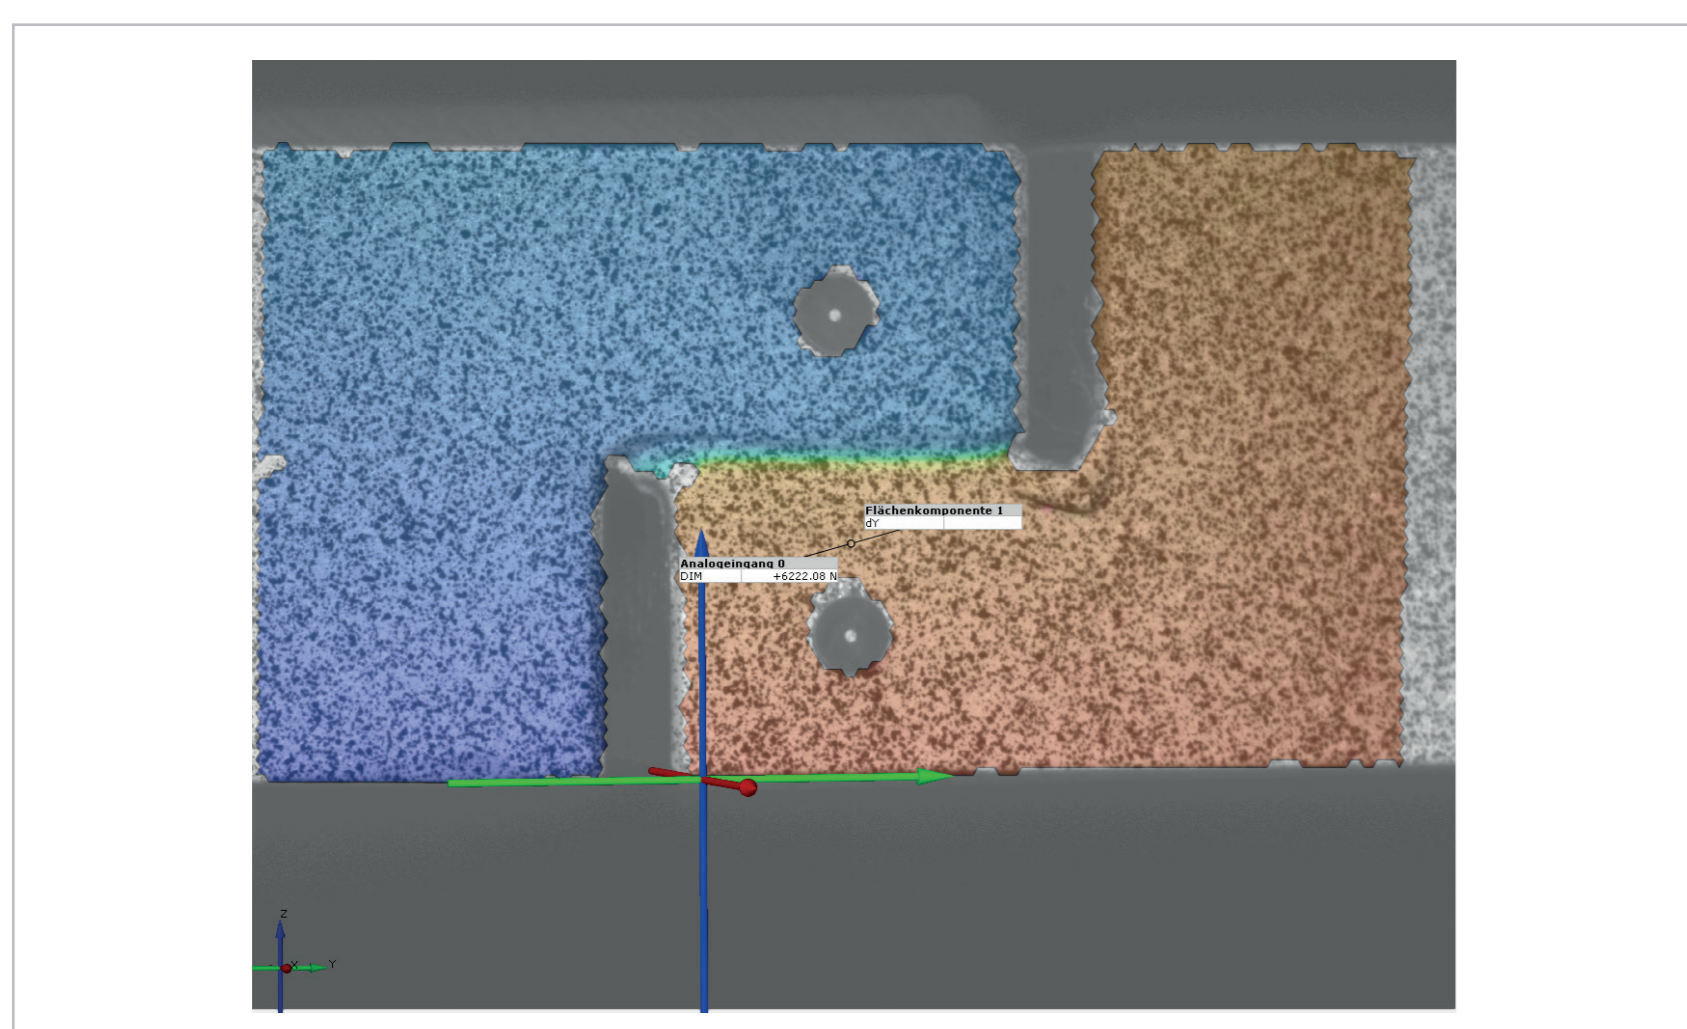 Flächenkomponente 1
dY
Analogeingang 0
DIM +6222.08 N
Z
X Y